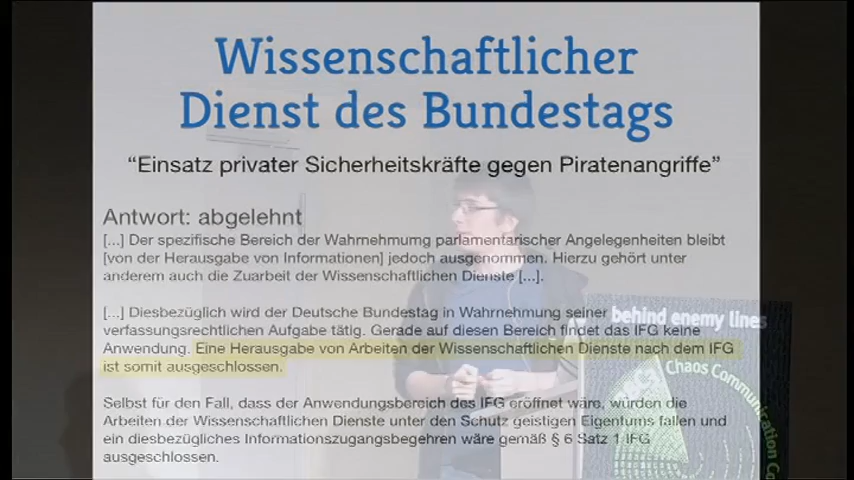 Wissenschaftlicher
Dienst des Bundestags
“Einsatz privater Sicherheitskräfte gegen Piratenangriffe”
Antwort: abgelehnt
[...] Der spezifische Bereich der Wahrnehmumg parlamentarischer Angelegenheiten bleibt
[von der Herausgabe von Informationen] jedoch ausgenommen. Hierzu gehört unter
anderem auch die Zuarbeit der Wissenschaftlichen Dienste [...].
[...] Diesbezüglich wird der Deutsche Bundestag in Wahrnehmung seiner
verfassungsrechtlichen Aufgabe tätig. Gerade auf diesen Bereich findet das IFG keine
Anwendung. Eine Herausgabe von Arbeiten der Wissenschaftlichen Dienste nach dem IFG
ist somit ausgeschlossen.
Selbst für den Fall, dass der Anwendungsbereich des IFG eröffnet wäre, würden die
Arbeiten der Wissenschaftlichen Dienste unter den Schutz geistigen Eigentums fallen und
ein diesbezügliches Informationszugangsbegehren wäre gemäß § 6 Satz 1 IFG
ausgeschlossen.
behind enemy lines
Chaos Communication